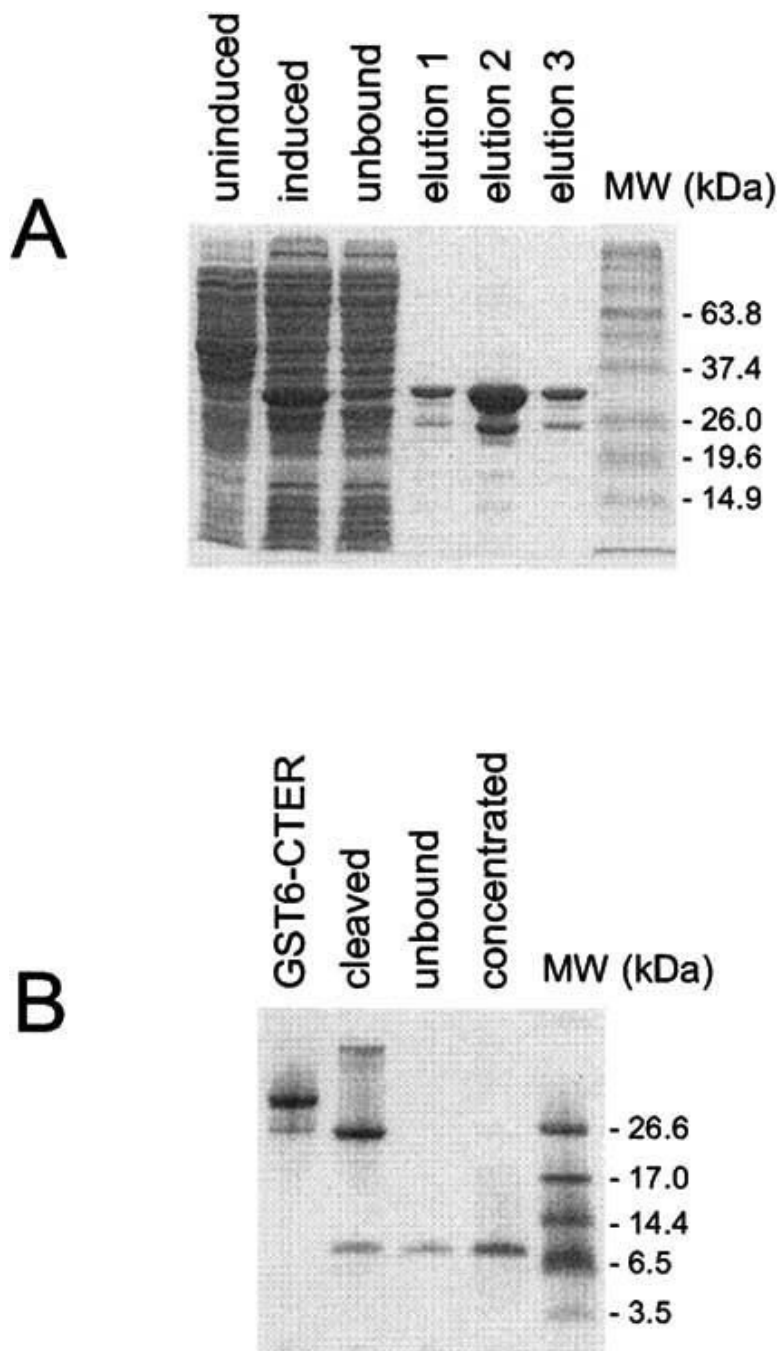 A
uninduced
induced
unbound
elution 1
elution 2
elution 3
MW (kDa)
- 63.8
- 37.4
- 26.0
- 19.6
- 14.9
B
GST6-CTER
cleaved
unbound
concentrated
MW (kDa)
- 26.6
- 17.0
- 14.4
- 6.5
- 3.5